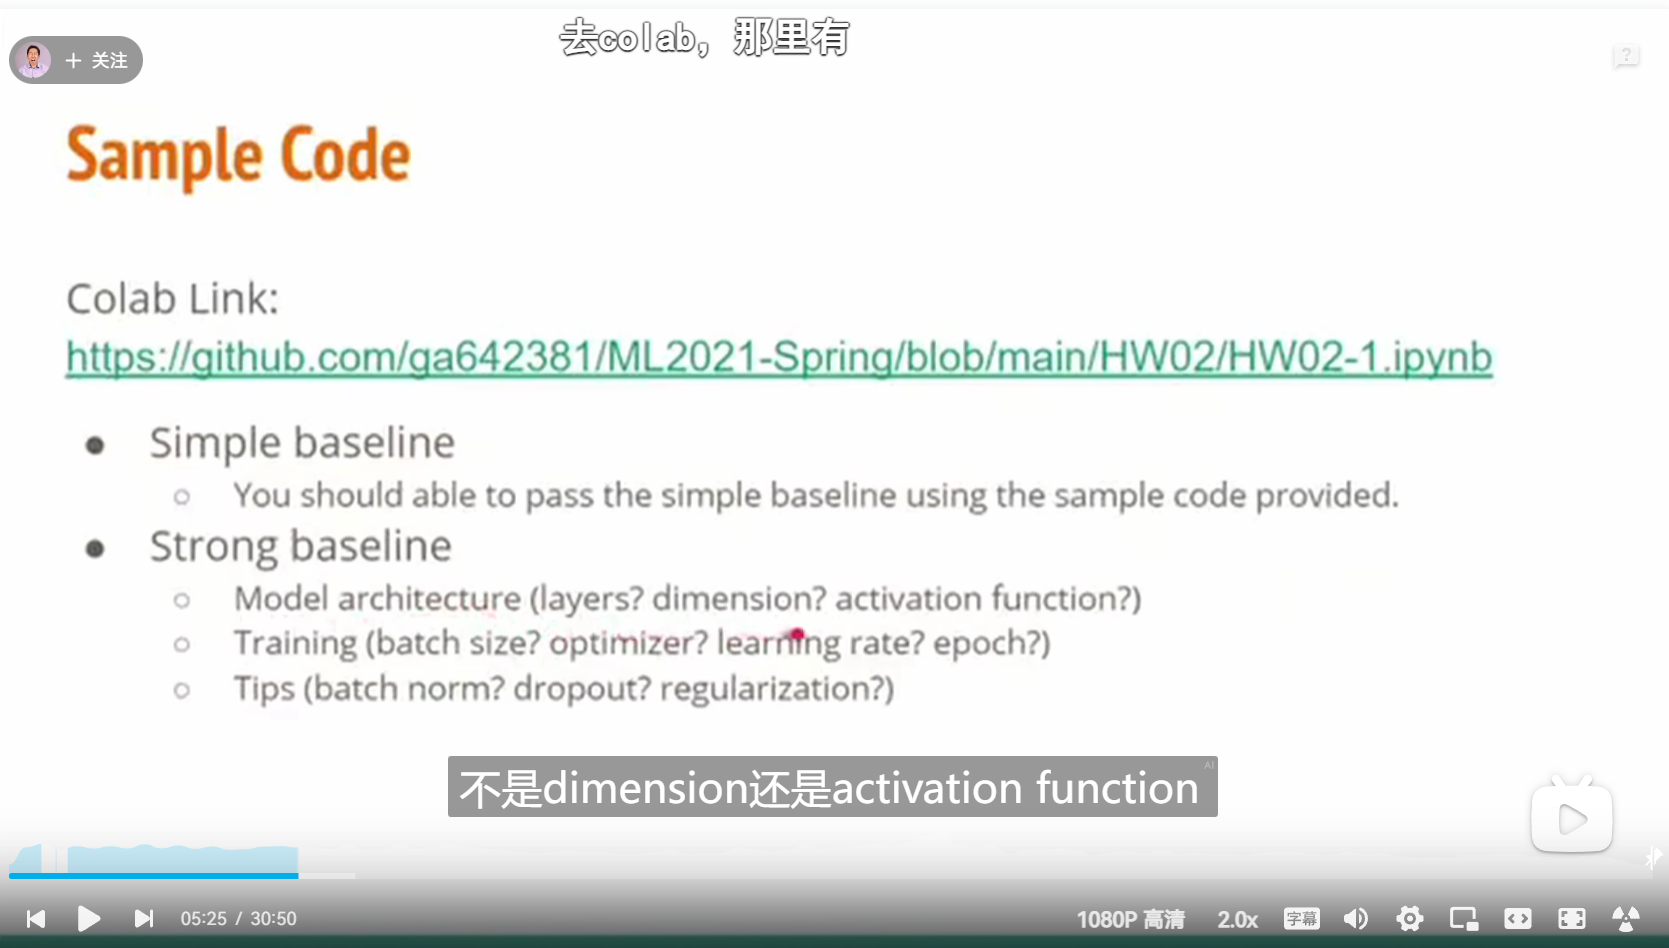 去colab，那里有
+ 关注
Sample Code
Colab Link:
https://github.com/ga642381/ML2021-Spring/blob/main/HW02/HW02-1.ipynb
● Simple baseline
○ You should able to pass the simple baseline using the sample code provided.
● Strong baseline
○ Model architecture (layers? dimension? activation function?)
○ Training (batch size? optimizer? learning rate? epoch?)
○ Tips (batch norm? dropout? regularization?)
不是dimension还是activation function
AI
05:25 / 30:50
1080P 高清
2.0x
字幕